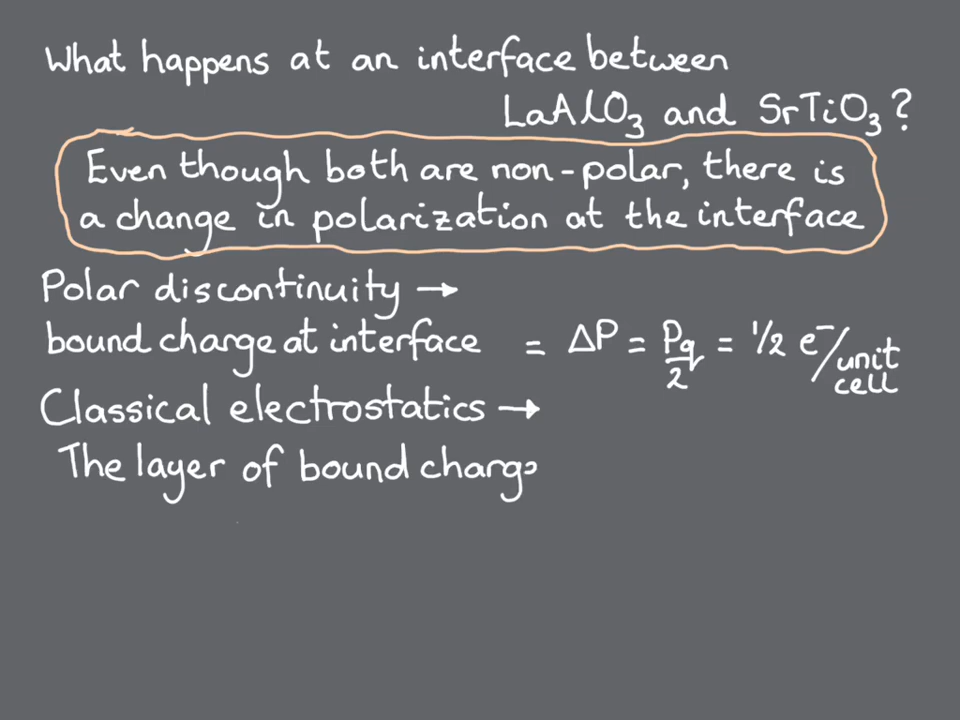 What happens at an interface between
LaAlO₃ and SrTiO₃?
Even though both are non-polar, there is
a change in polarization at the interface
Polar discontinuity →
bound charge at interface = ΔP = Pq/2 = 1/2 e⁻/unit cell
Classical electrostatics →
The layer of bound charg